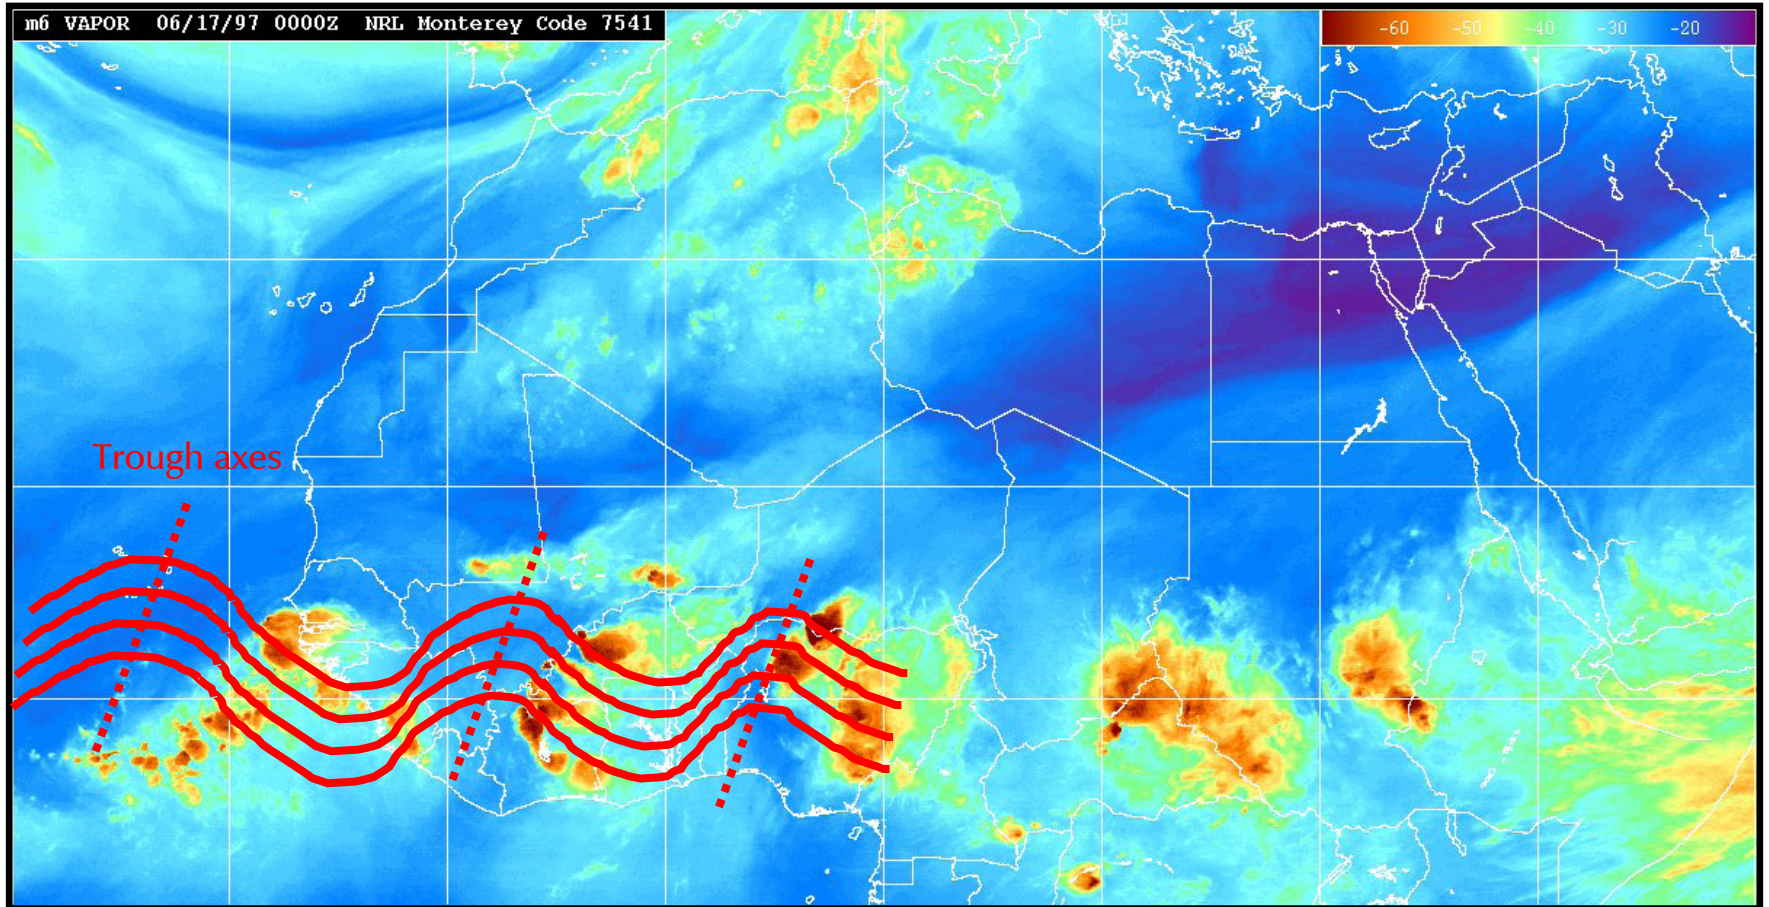 m6 VAPOR 06/17/97 0000Z NRL Monterey Code 7541
-60 -50 -40 -30 -20
Trough axes